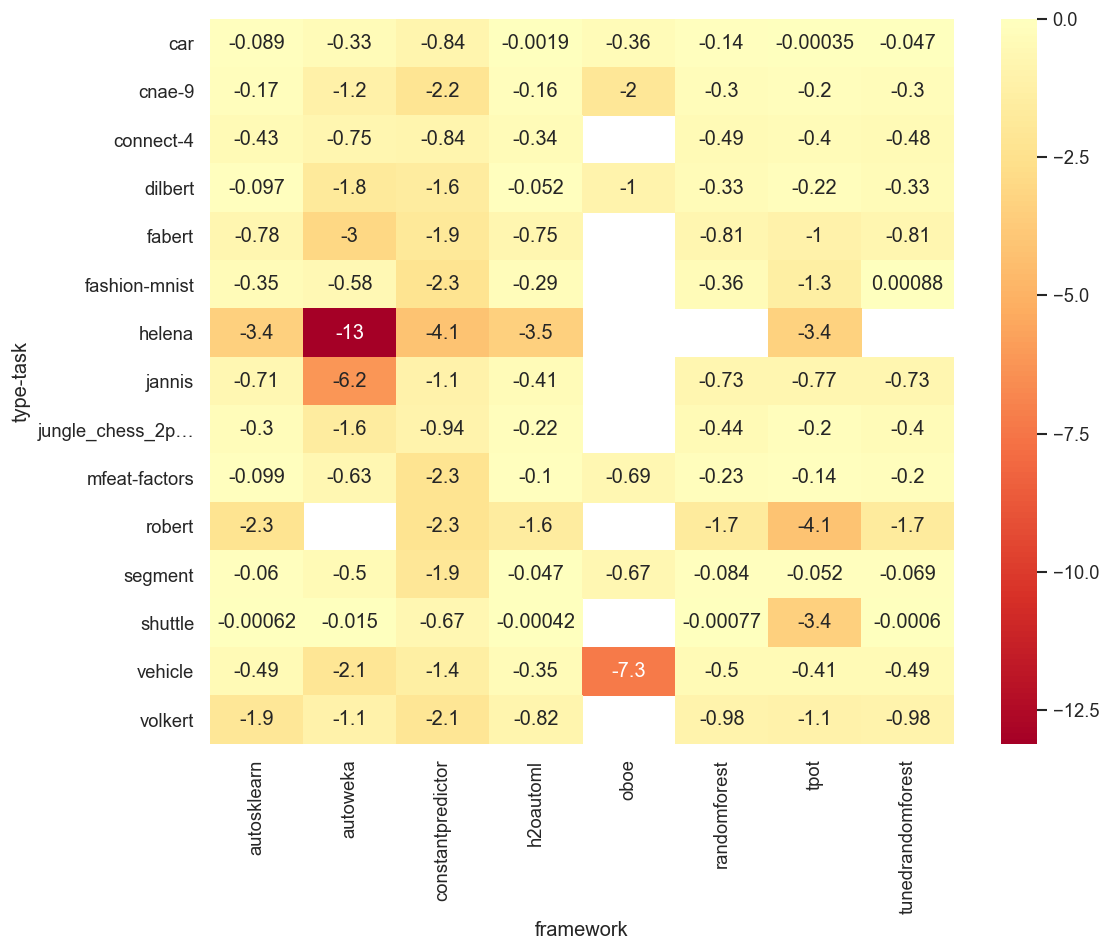 car -0.089 -0.33 -0.84 -0.0019 -0.36 -0.14 -0.00035 -0.047
cnae-9 -0.17 -1.2 -2.2 -0.16 -2 -0.3 -0.2 -0.3
connect-4 -0.43 -0.75 -0.84 -0.34 -0.49 -0.4 -0.48
dilbert -0.097 -1.8 -1.6 -0.052 -1 -0.33 -0.22 -0.33
fabert -0.78 -3 -1.9 -0.75 -0.81 -1 -0.81
fashion-mnist -0.35 -0.58 -2.3 -0.29 -0.36 -1.3 0.00088
helena -3.4 -13 -4.1 -3.5 -3.4
jannis -0.71 -6.2 -1.1 -0.41 -0.73 -0.77 -0.73
jungle_chess_2p… -0.3 -1.6 -0.94 -0.22 -0.44 -0.2 -0.4
mfeat-factors -0.099 -0.63 -2.3 -0.1 -0.69 -0.23 -0.14 -0.2
robert -2.3 -2.3 -1.6 -1.7 -4.1 -1.7
segment -0.06 -0.5 -1.9 -0.047 -0.67 -0.084 -0.052 -0.069
shuttle -0.00062 -0.015 -0.67 -0.00042 -0.00077 -3.4 -0.0006
vehicle -0.49 -2.1 -1.4 -0.35 -7.3 -0.5 -0.41 -0.49
volkert -1.9 -1.1 -2.1 -0.82 -0.98 -1.1 -0.98
type-task
autosklearn
autoweka
constantpredictor
h2oautoml
oboe
randomforest
tpot
tunedrandomforest
framework
0.0
−2.5
−5.0
−7.5
−10.0
−12.5